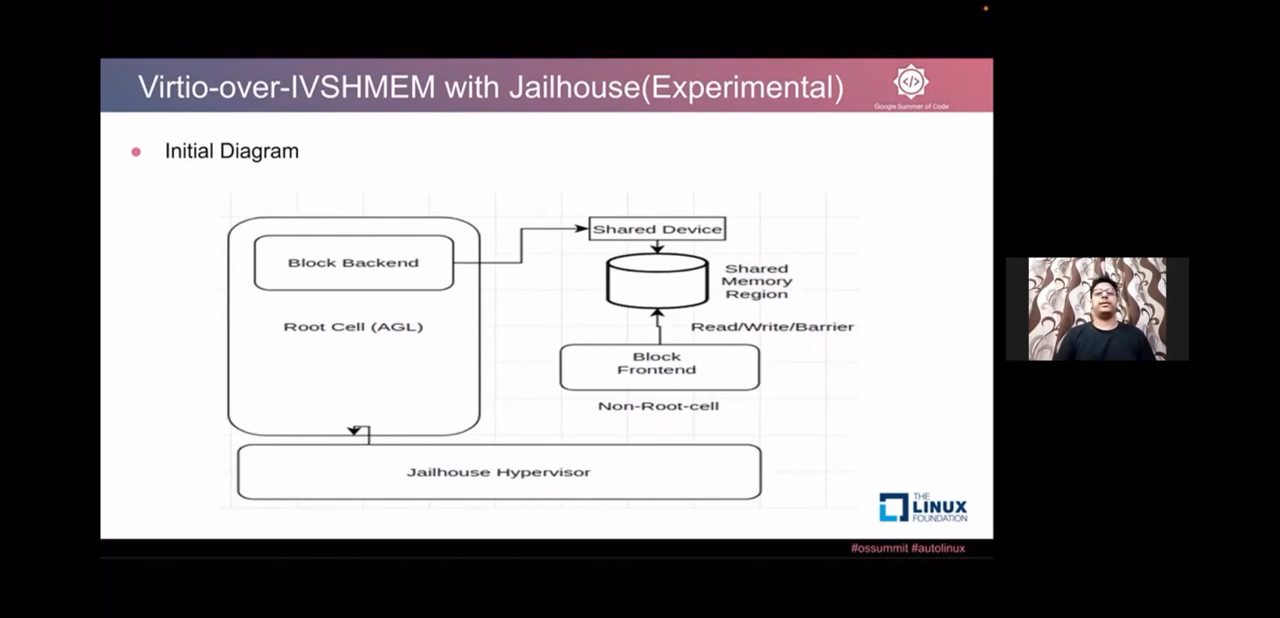 Virtio-over-IVSHMEM with Jailhouse(Experimental)
</>
Google Summer of Code
Initial Diagram
Block Backend
Root Cell (AGL)
Shared Device
Shared
Memory
Region
Read/Write/Barrier
Block
Frontend
Non-Root-cell
Jailhouse Hypervisor
THE
LINUX
FOUNDATION
#ossummit #autolinux